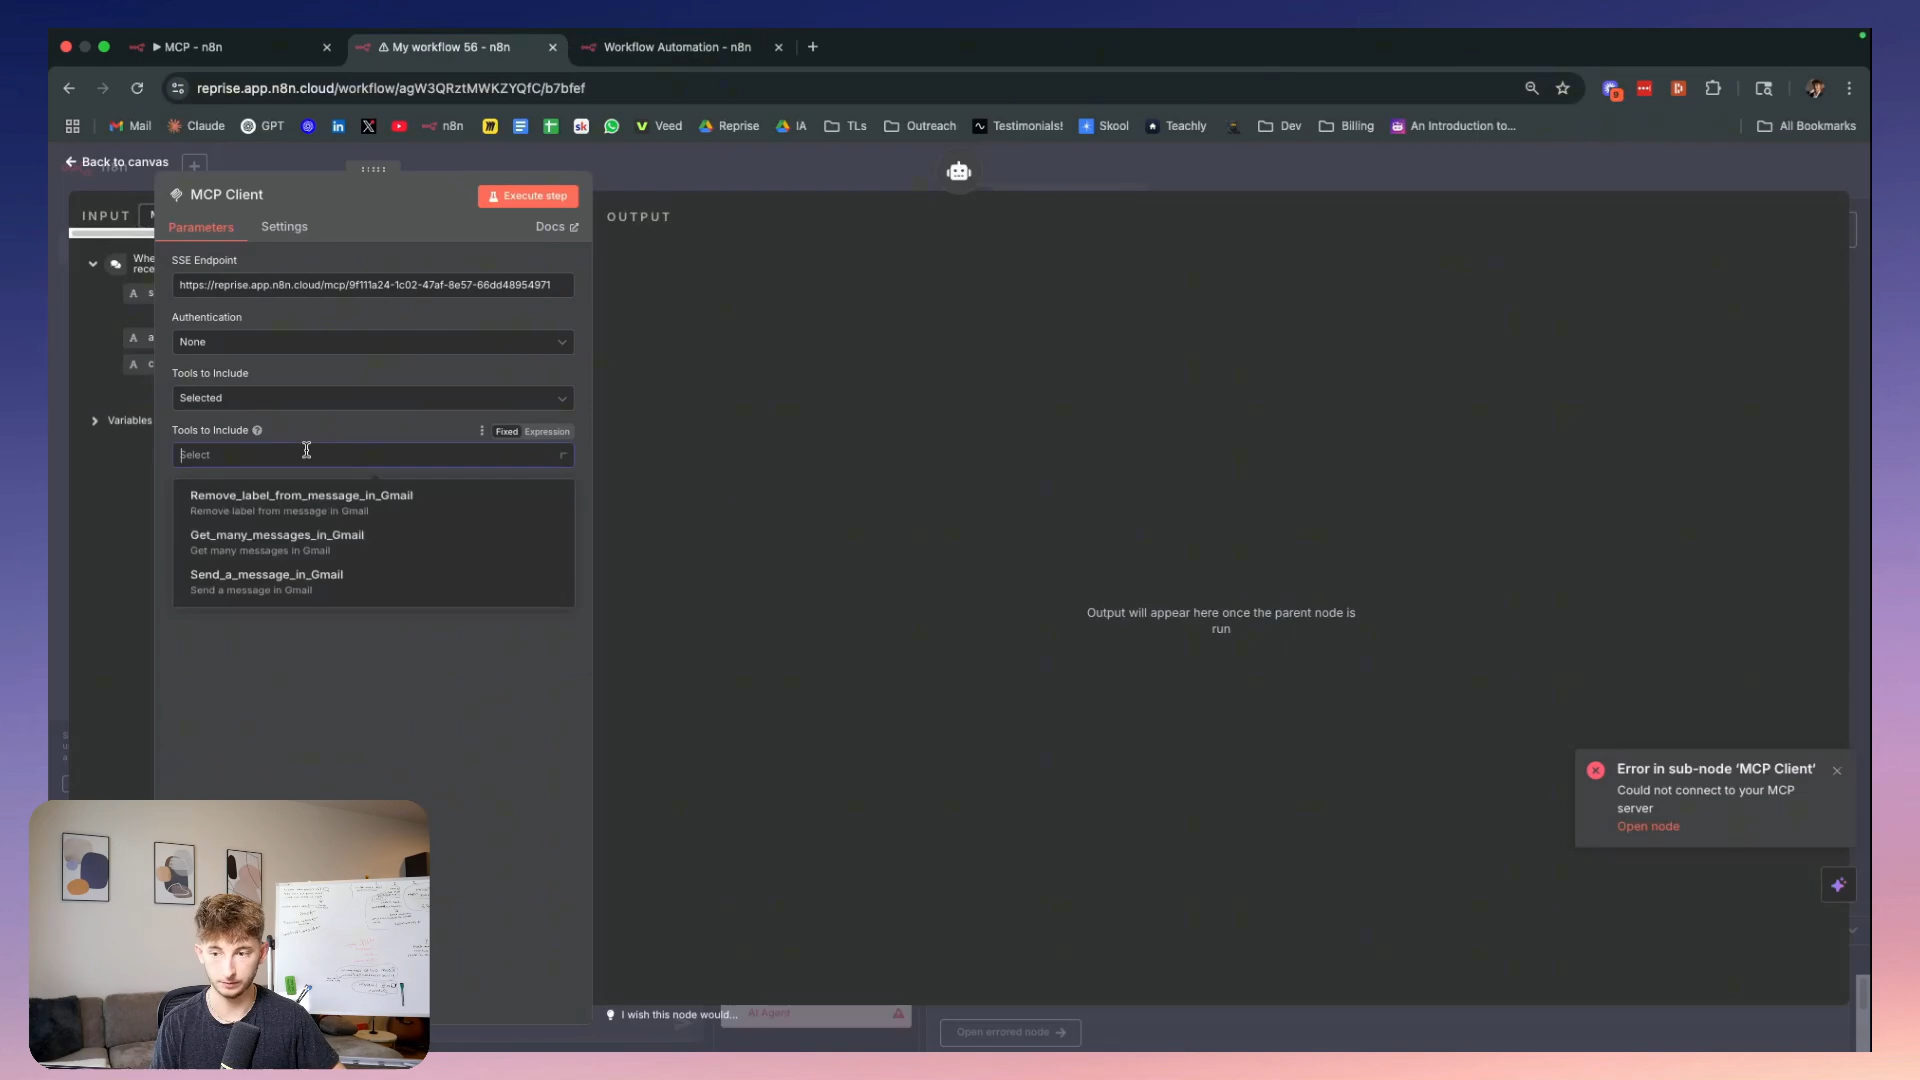 MCP - n8n
My workflow 56 - n8n
Workflow Automation - n8n
reprise.app.n8n.cloud/workflow/agW3QRztMWKZYQfC/b7bfef
9
Mail
Claude
GPT
n8n
sk
Veed
Reprise
IA
TLs
Outreach
Testimonials!
Skool
Teachly
Dev
Billing
An Introduction to...
All Bookmarks
Back to canvas
MCP Client
Execute step
INPUT
OUTPUT
Parameters
Settings
Docs
SSE Endpoint
https://reprise.app.n8n.cloud/mcp/9f111a24-1c02-47af-8e57-66dd48954971
Whe
rece
A s
A a
A c
Variables
Authentication
None
Tools to Include
Selected
Tools to Include
Fixed
Expression
Select
Remove_label_from_message_in_Gmail
Remove label from message in Gmail
Get_many_messages_in_Gmail
Get many messages in Gmail
Send_a_message_in_Gmail
Send a message in Gmail
Output will appear here once the parent node is
run
Error in sub-node ‘MCP Client‘
Could not connect to your MCP
server
Open node
I wish this node would...
AI Agent
Open errored node